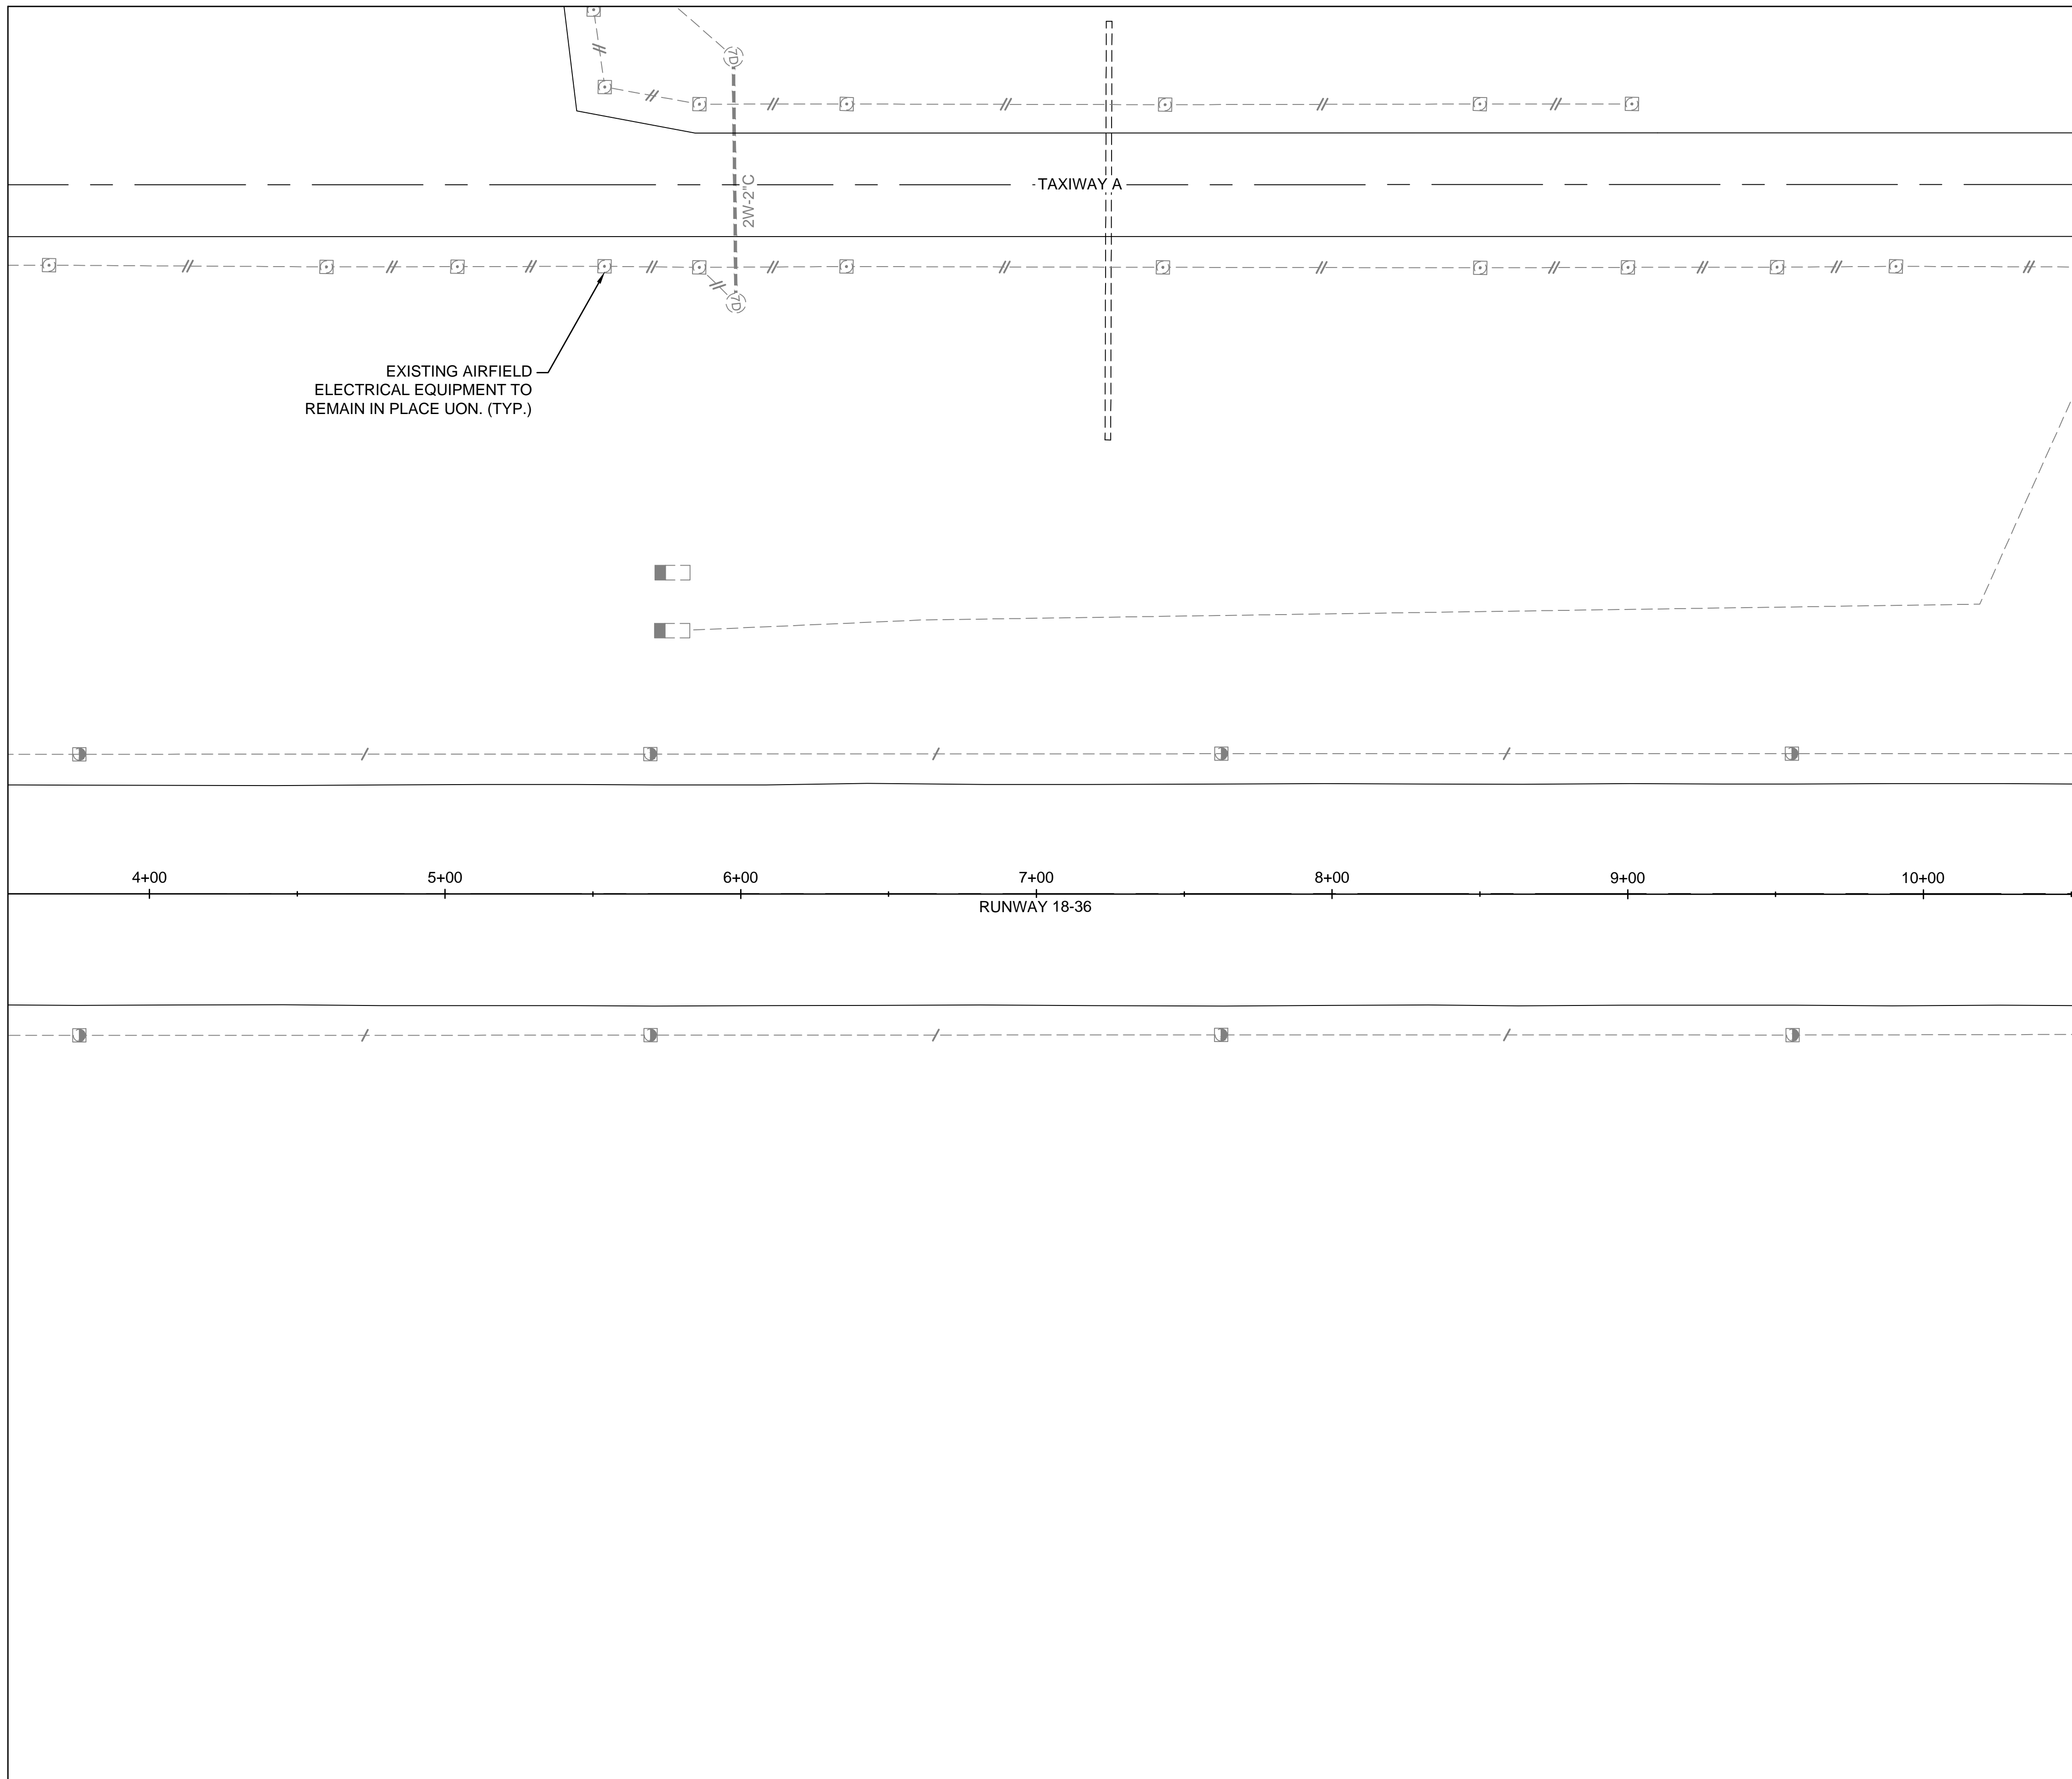 7D
TAXIWAY A
2W-2"C
7D
EXISTING AIRFIELD
ELECTRICAL EQUIPMENT TO
REMAIN IN PLACE UON. (TYP.)
4+00 5+00 6+00 7+00 8+00 9+00 10+00
RUNWAY 18-36